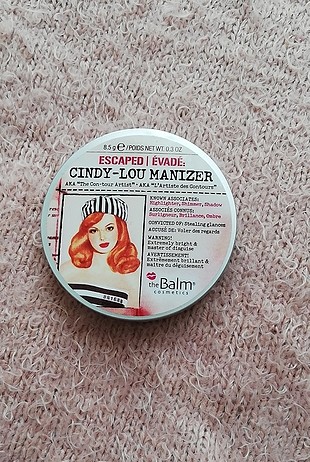 8.5 g ℮ / POIDS NET WT. 0.3 OZ.
ESCAPED | ÉVADÉ:
CINDY-LOU MANIZER
AKA "The Con-tour Artist" - AKA "L'Artiste des Contours"
KNOWN ASSOCIATES:
Highlighter, Shimmer, Shadow
ASSOCIÉS CONNUS:
Surligneur, Brillance, Ombre
CONVICTED OF: Stealing glances
ACCUSÉ DE: Voler des regards
WARNING!
Extremely bright &
master of disguise
AVERTISSEMENT!
Extrêmement brillant &
maître du déguisement
theBalm®
cosmetics